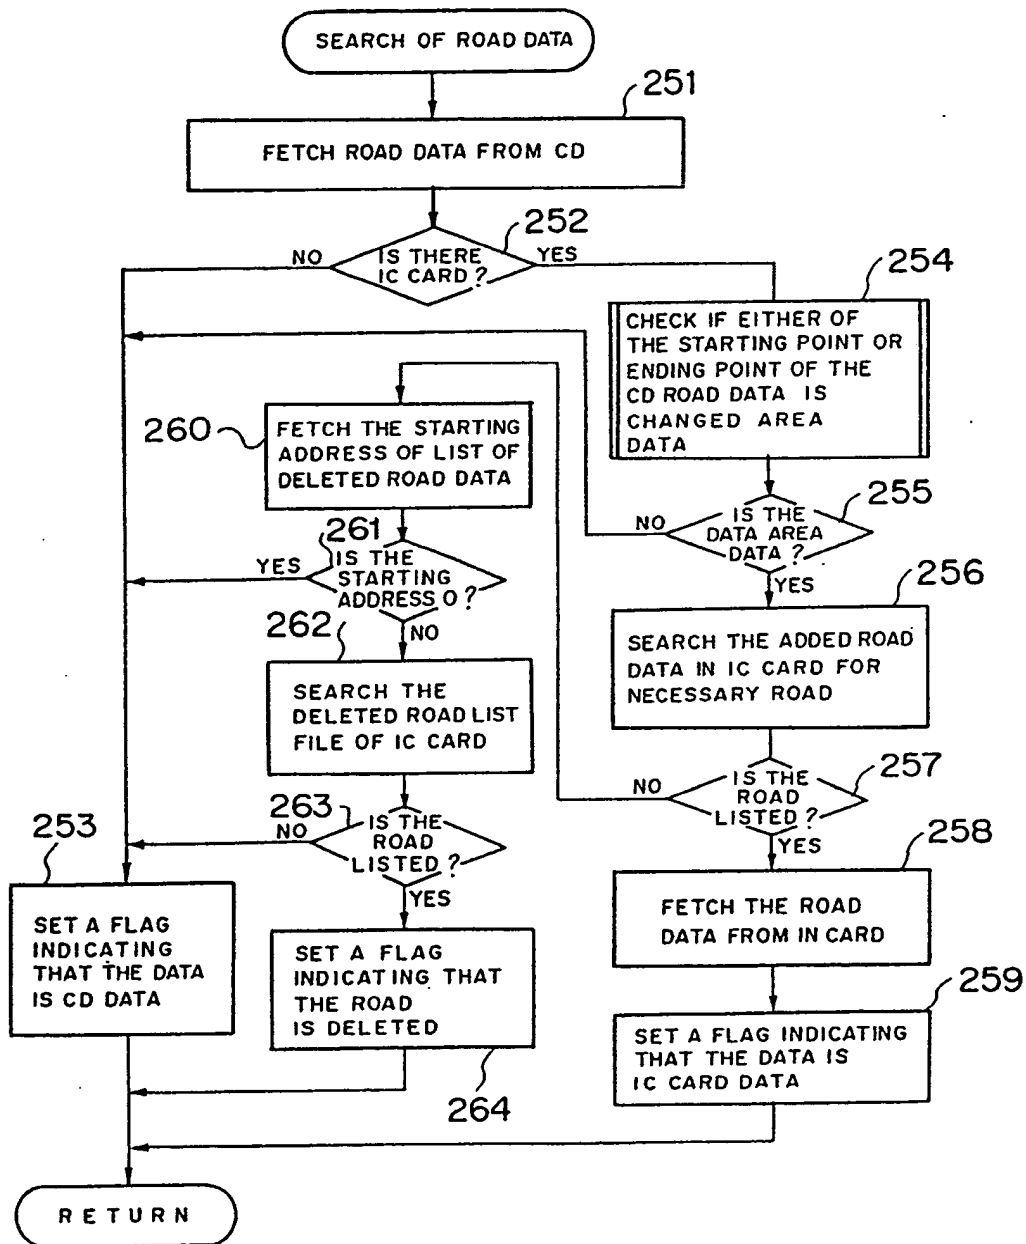 SEARCH OF ROAD DATA
251
FETCH ROAD DATA FROM CD
252
NO
IS THERE
IC CARD?
YES
254
CHECK IF EITHER OF
THE STARTING POINT OR
ENDING POINT OF THE
CD ROAD DATA IS
CHANGED AREA
DATA
260
FETCH THE STARTING
ADDRESS OF LIST OF
DELETED ROAD DATA
255
NO
IS THE
DATA AREA
DATA?
YES
261
YES
IS THE
STARTING
ADDRESS 0?
NO
256
SEARCH THE ADDED ROAD
DATA IN IC CARD FOR
NECESSARY ROAD
262
SEARCH THE
DELETED ROAD LIST
FILE OF IC CARD
257
NO
IS THE
ROAD
LISTED?
YES
263
NO
IS THE
ROAD
LISTED?
YES
253
SET A FLAG
INDICATING
THAT THE DATA
IS CD DATA
258
FETCH THE ROAD
DATA FROM IN CARD
264
SET A FLAG
INDICATING THAT
THE ROAD
IS DELETED
259
SET A FLAG INDICATING
THAT THE DATA IS
IC CARD DATA
RETURN